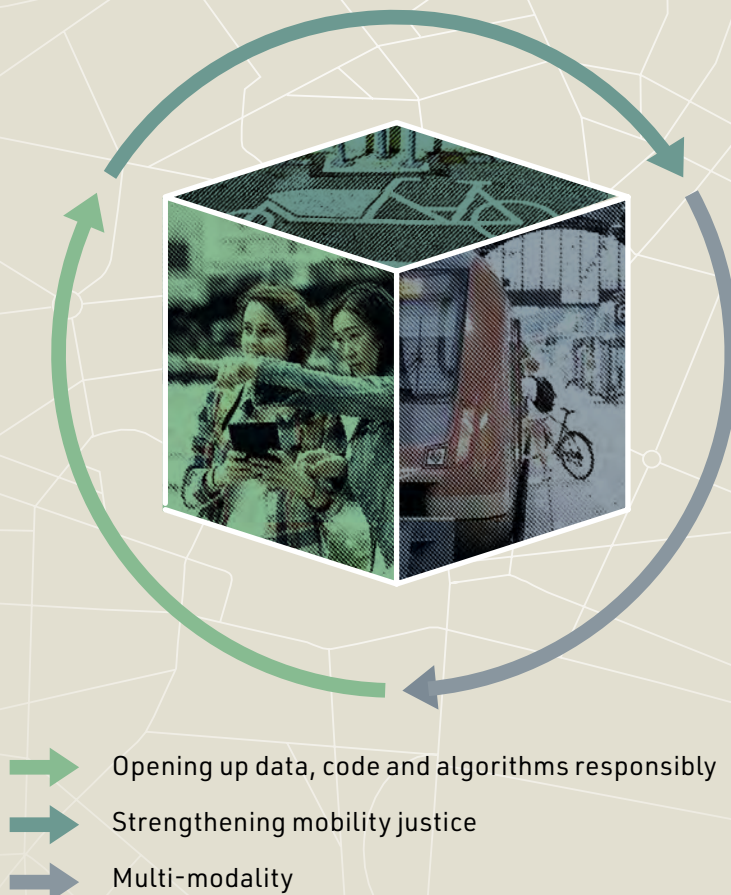 Opening up data, code and algorithms responsibly
Strengthening mobility justice
Multi-modality